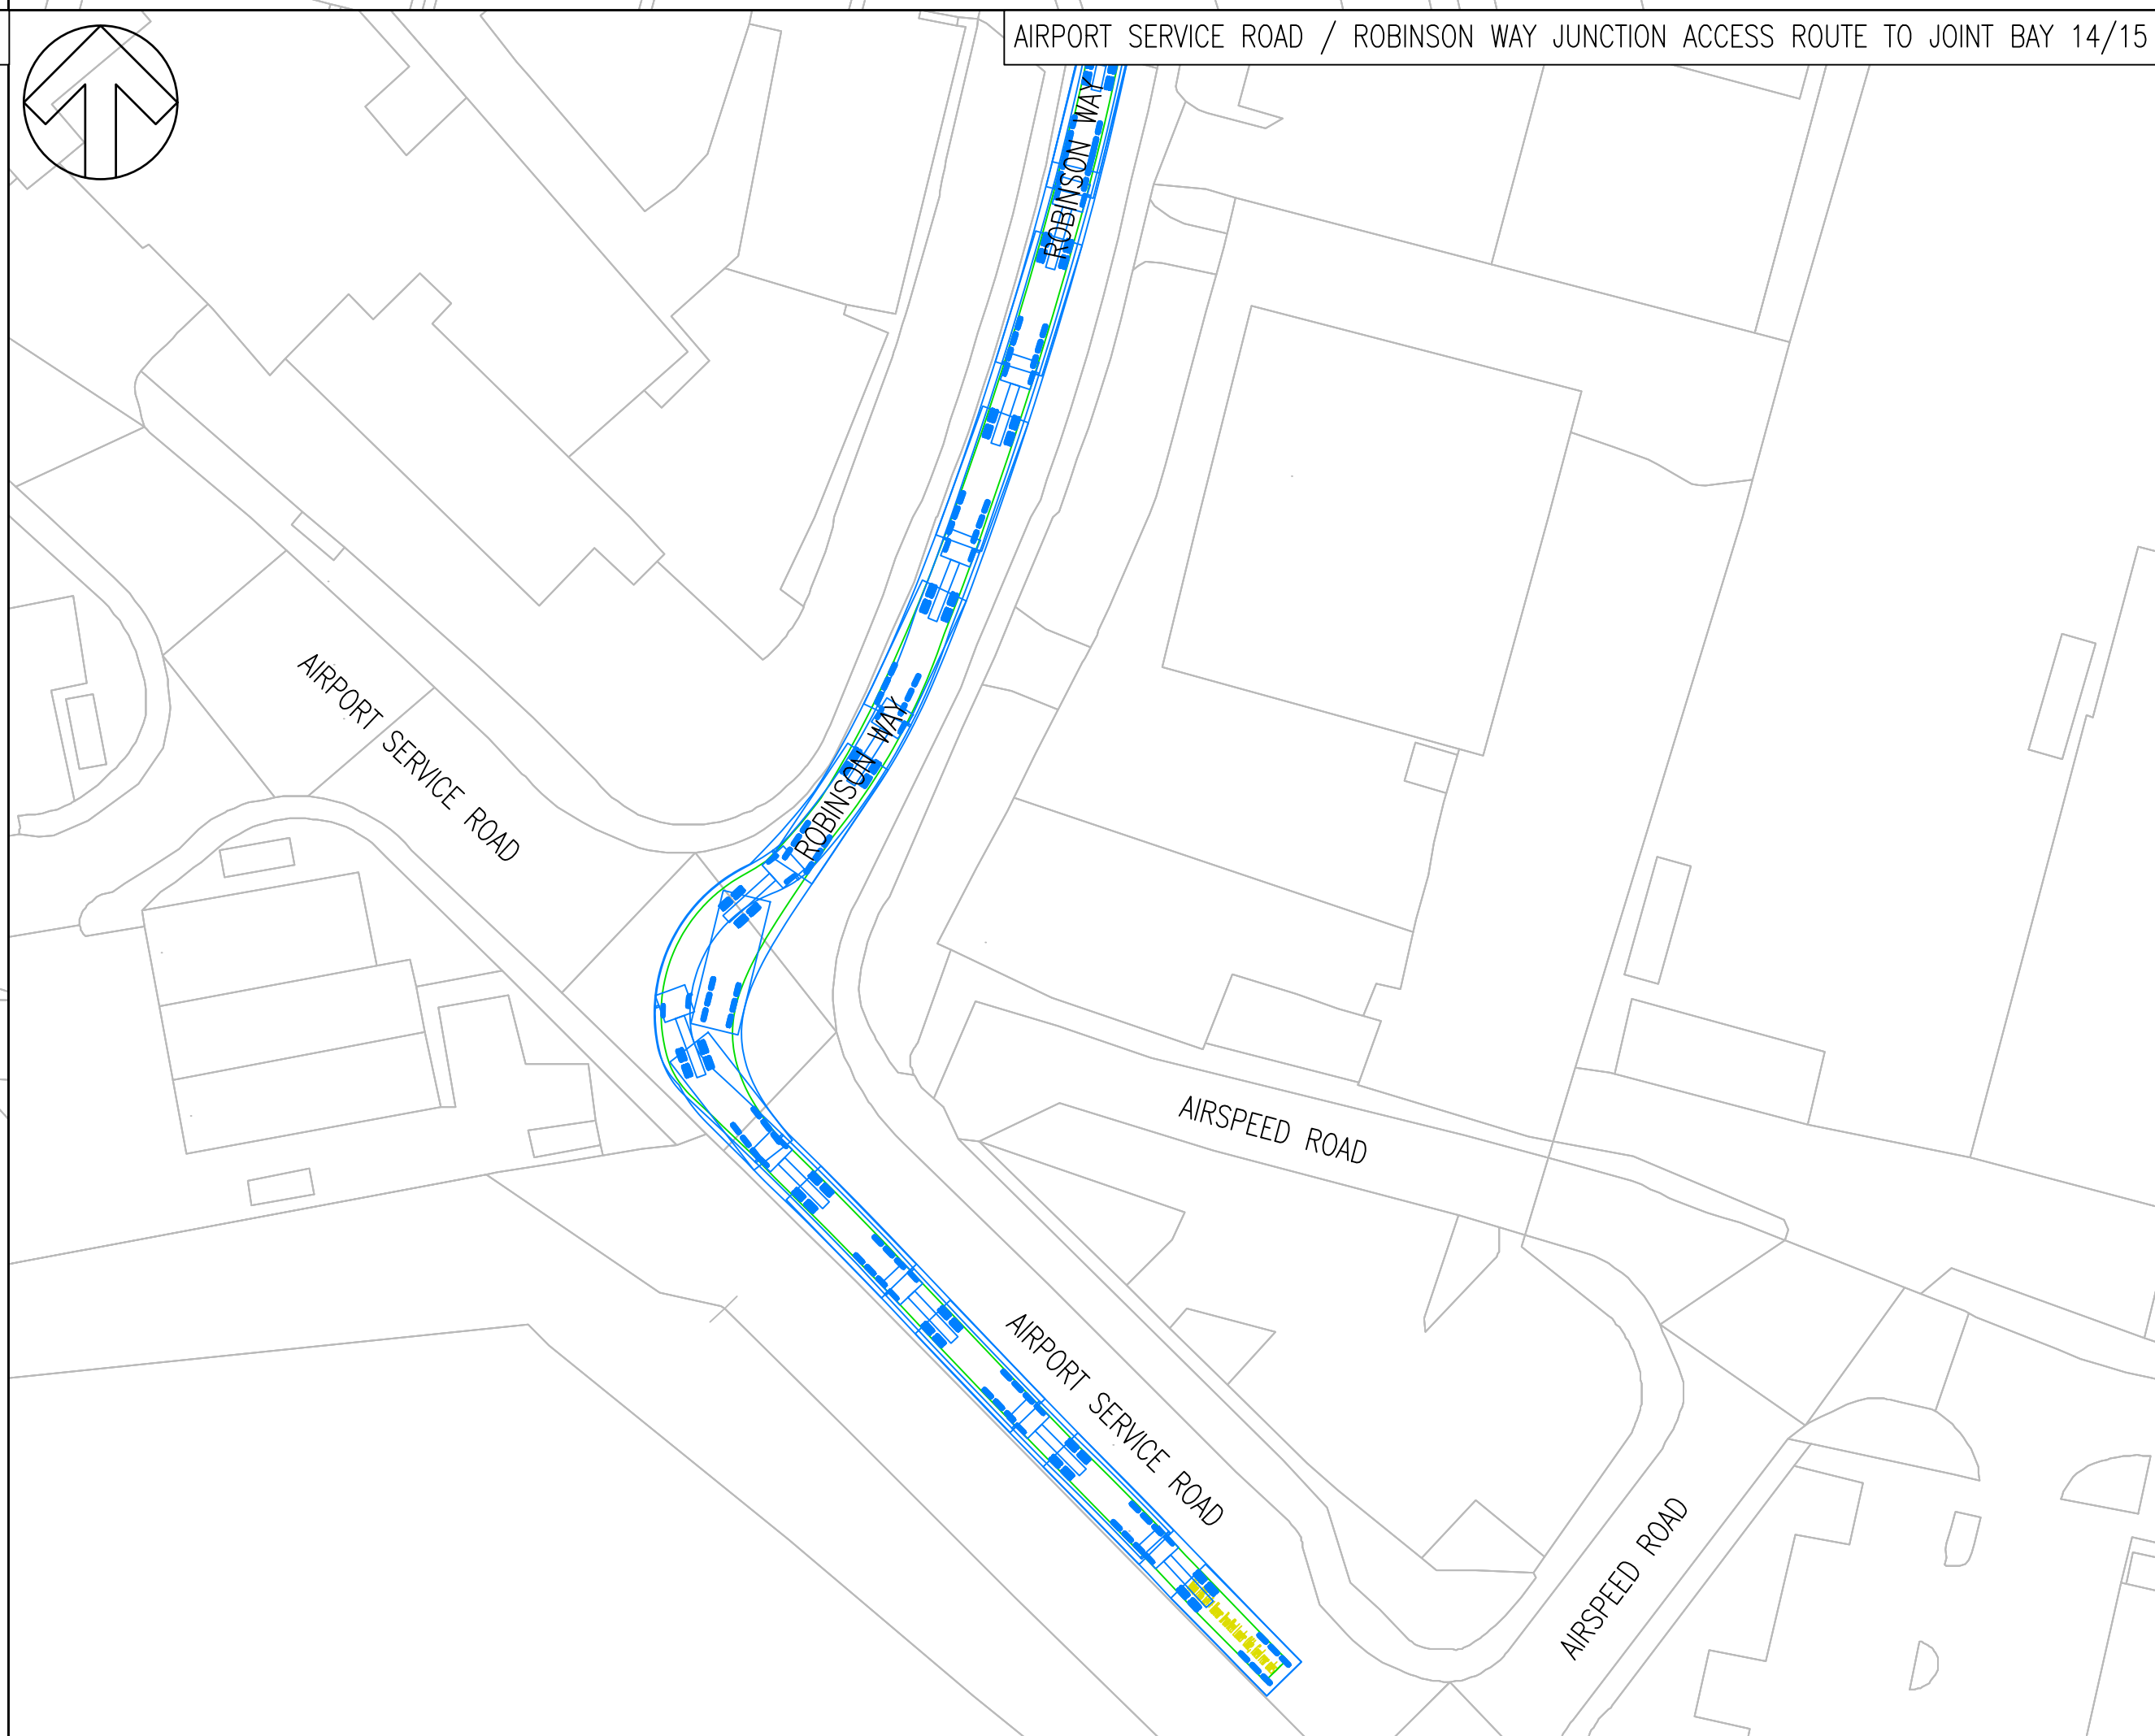 AIRPORT SERVICE ROAD / ROBINSON WAY JUNCTION ACCESS ROUTE TO JOINT BAY 14/15
ROBINSON WAY
AIRPORT SERVICE ROAD
ROBINSON WAY
AIRSPEED ROAD
AIRPORT SERVICE ROAD
AIRSPEED ROAD